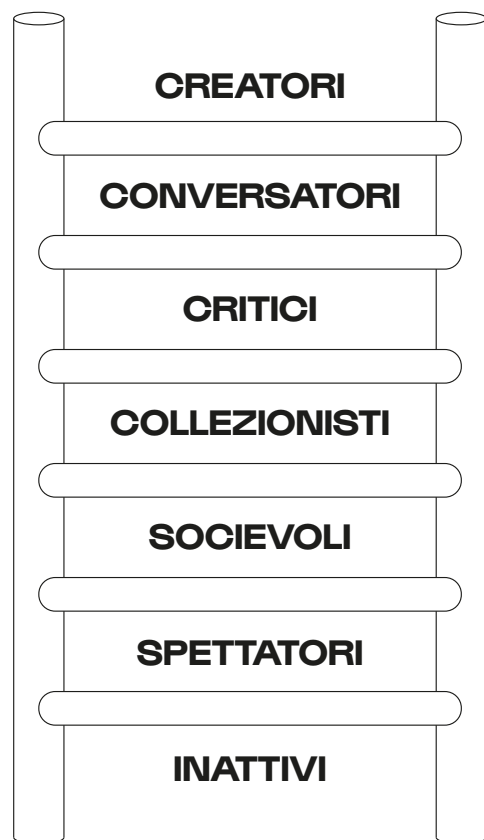 CREATORI
CONVERSATORI
CRITICI
COLLEZIONISTI
SOCIEVOLI
SPETTATORI
INATTIVI